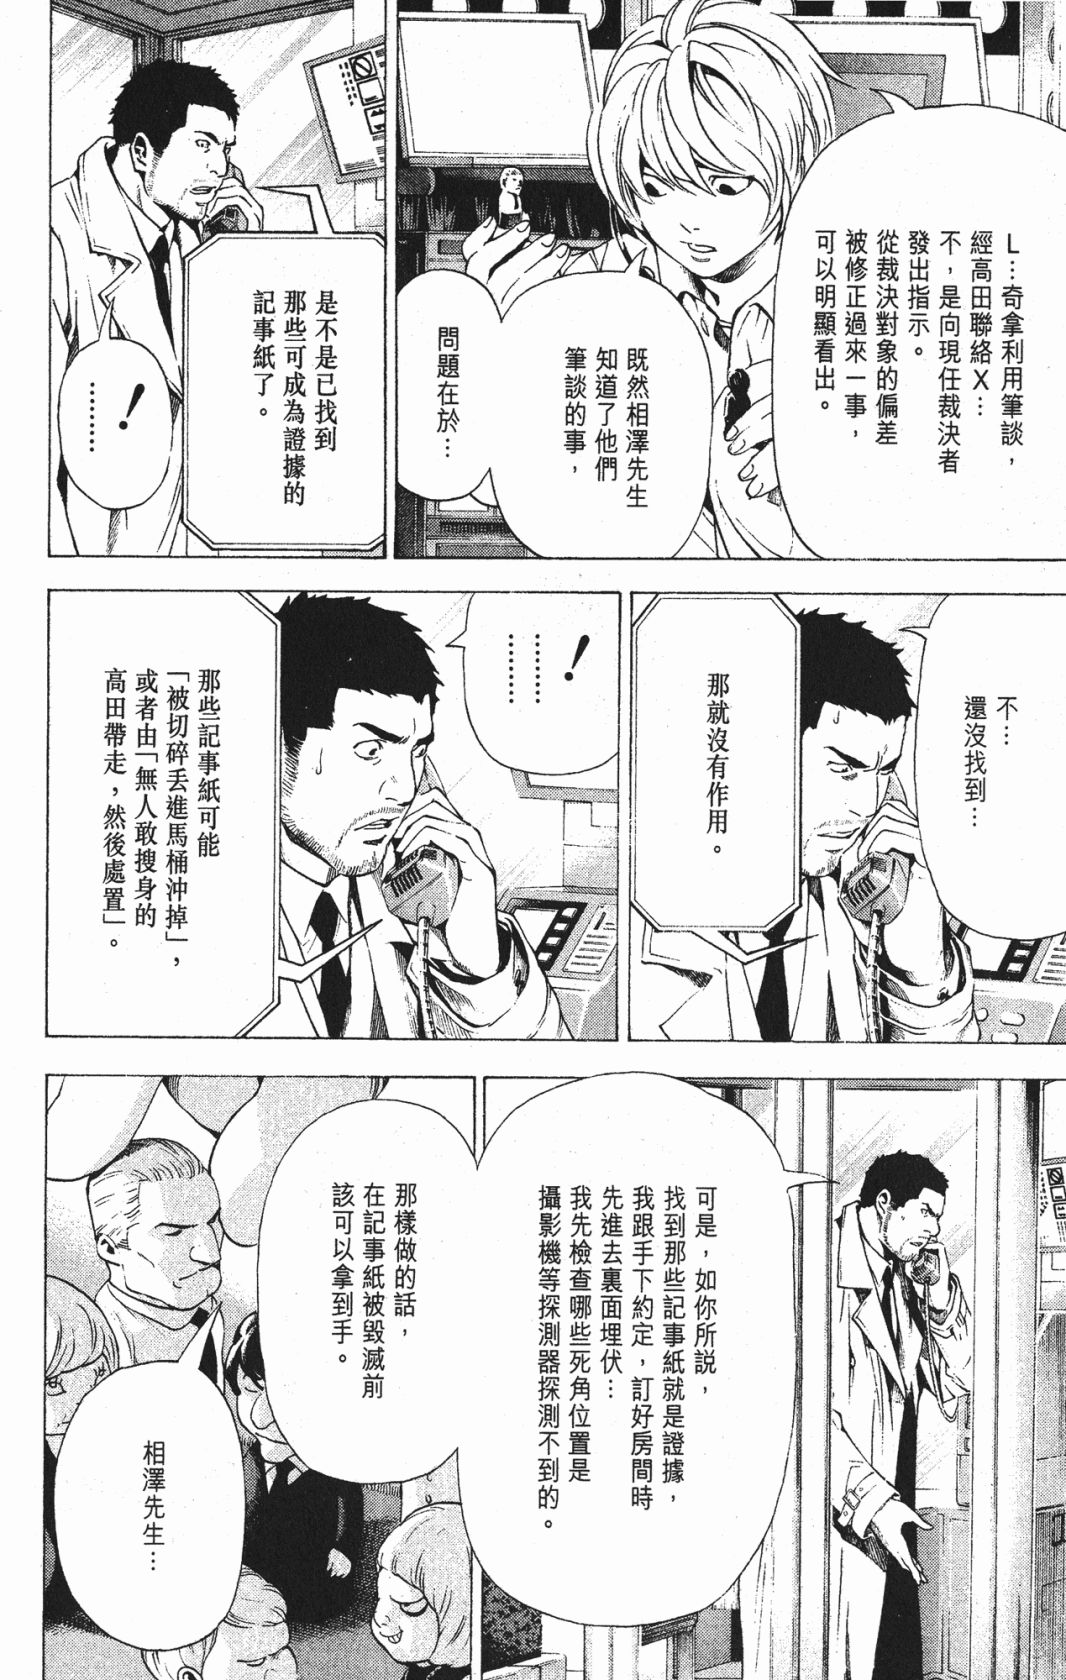 L…奇拿利用筆談，
經高田聯絡X…
不，是向現任裁決者
發出指示。
從裁決對象的偏差
被修正過來一事，
可以明顯看出。
既然相澤先生
知道了他們
筆談的事，
問題在於…
是不是已找到
那些可成為證據的
記事紙了。
！
……
不…
還沒找到…
那就沒有作用。
！
………
那些記事紙可能
「被切碎丟進馬桶沖掉」，
或者由「無人敢搜身的
高田帶走，然後處置」。
可是，如你所說，
找到那些記事紙就是證據，
我跟手下約定，訂好房間時
先進去裏面埋伏…
我先檢查哪些死角位置是
攝影機等探測器探測不到的。
那樣做的話，
在記事紙被毀滅前
該可以拿到手。
相澤先生…